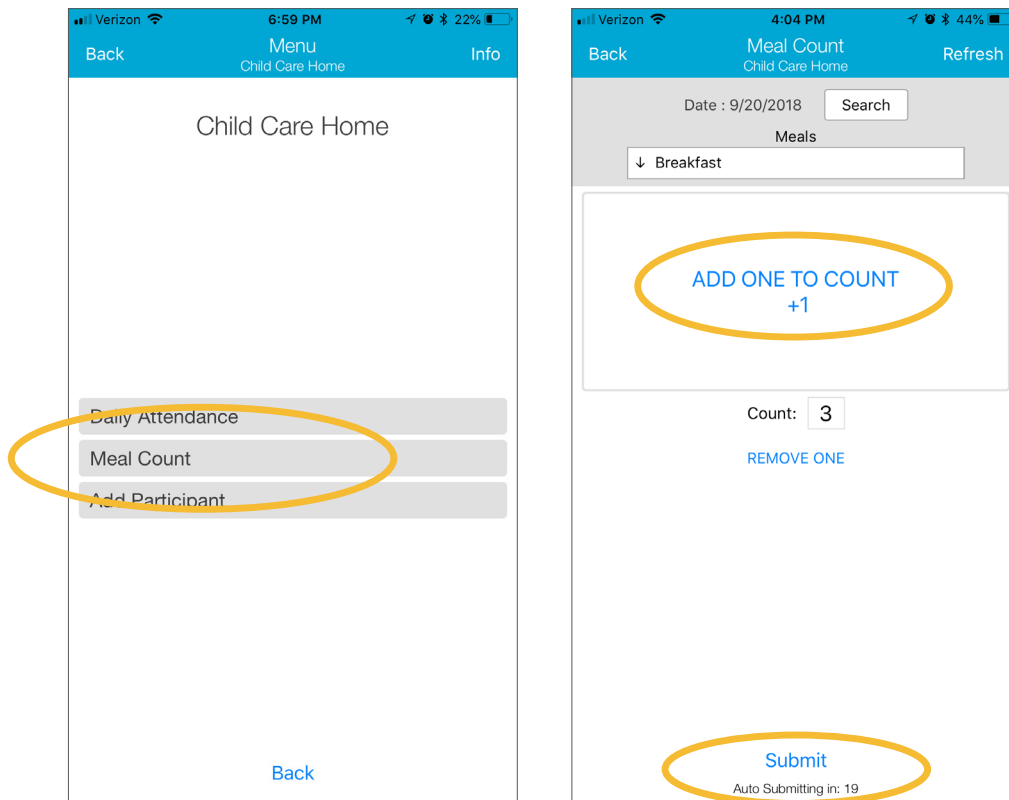 Verizon 6:59 PM 22%
Back Menu Info
Child Care Home
Child Care Home
Daily Attendance
Meal Count
Add Participant
Back
Verizon 4:04 PM 44%
Back Meal Count Refresh
Child Care Home
Date : 9/20/2018 Search
Meals
↓ Breakfast
ADD ONE TO COUNT
+1
Count: 3
REMOVE ONE
Submit
Auto Submitting in: 19